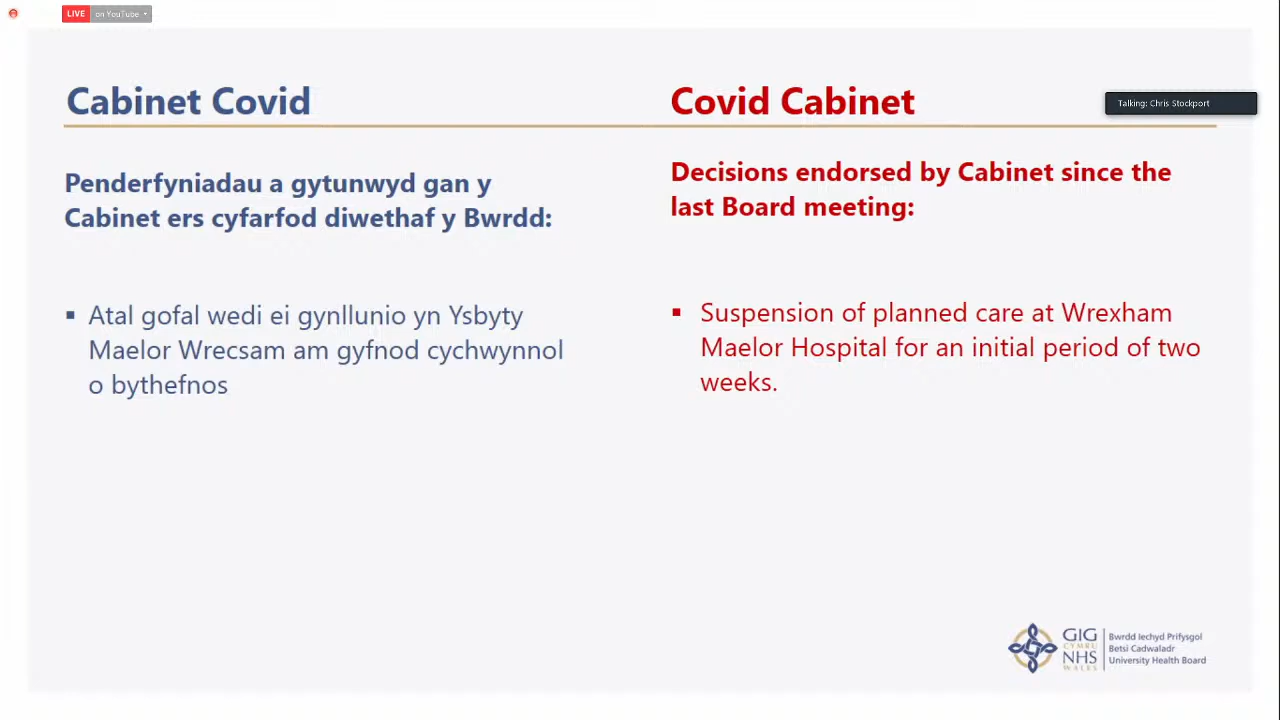 LIVE on YouTube
Cabinet Covid
Covid Cabinet
Talking: Chris Stockport
Penderfyniadau a gytunwyd gan y
Cabinet ers cyfarfod diwethaf y Bwrdd:
Decisions endorsed by Cabinet since the
last Board meeting:
▪ Atal gofal wedi ei gynllunio yn Ysbyty
Maelor Wrecsam am gyfnod cychwynnol
o bythefnos
▪ Suspension of planned care at Wrexham
Maelor Hospital for an initial period of two
weeks.
GIG
CYMRU
NHS
WALES
Bwrdd Iechyd Prifysgol
Betsi Cadwaladr
University Health Board